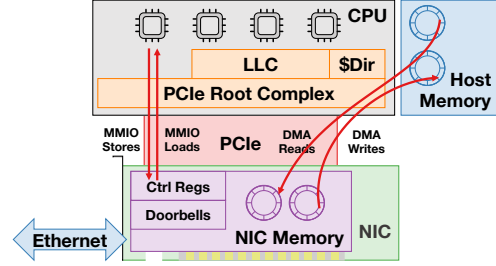 CPU
LLC
$Dir
PCIe Root Complex
Host
Memory
MMIO
Stores
MMIO
Loads
PCIe
DMA
Reads
DMA
Writes
Ctrl Regs
Doorbells
NIC Memory
NIC
Ethernet